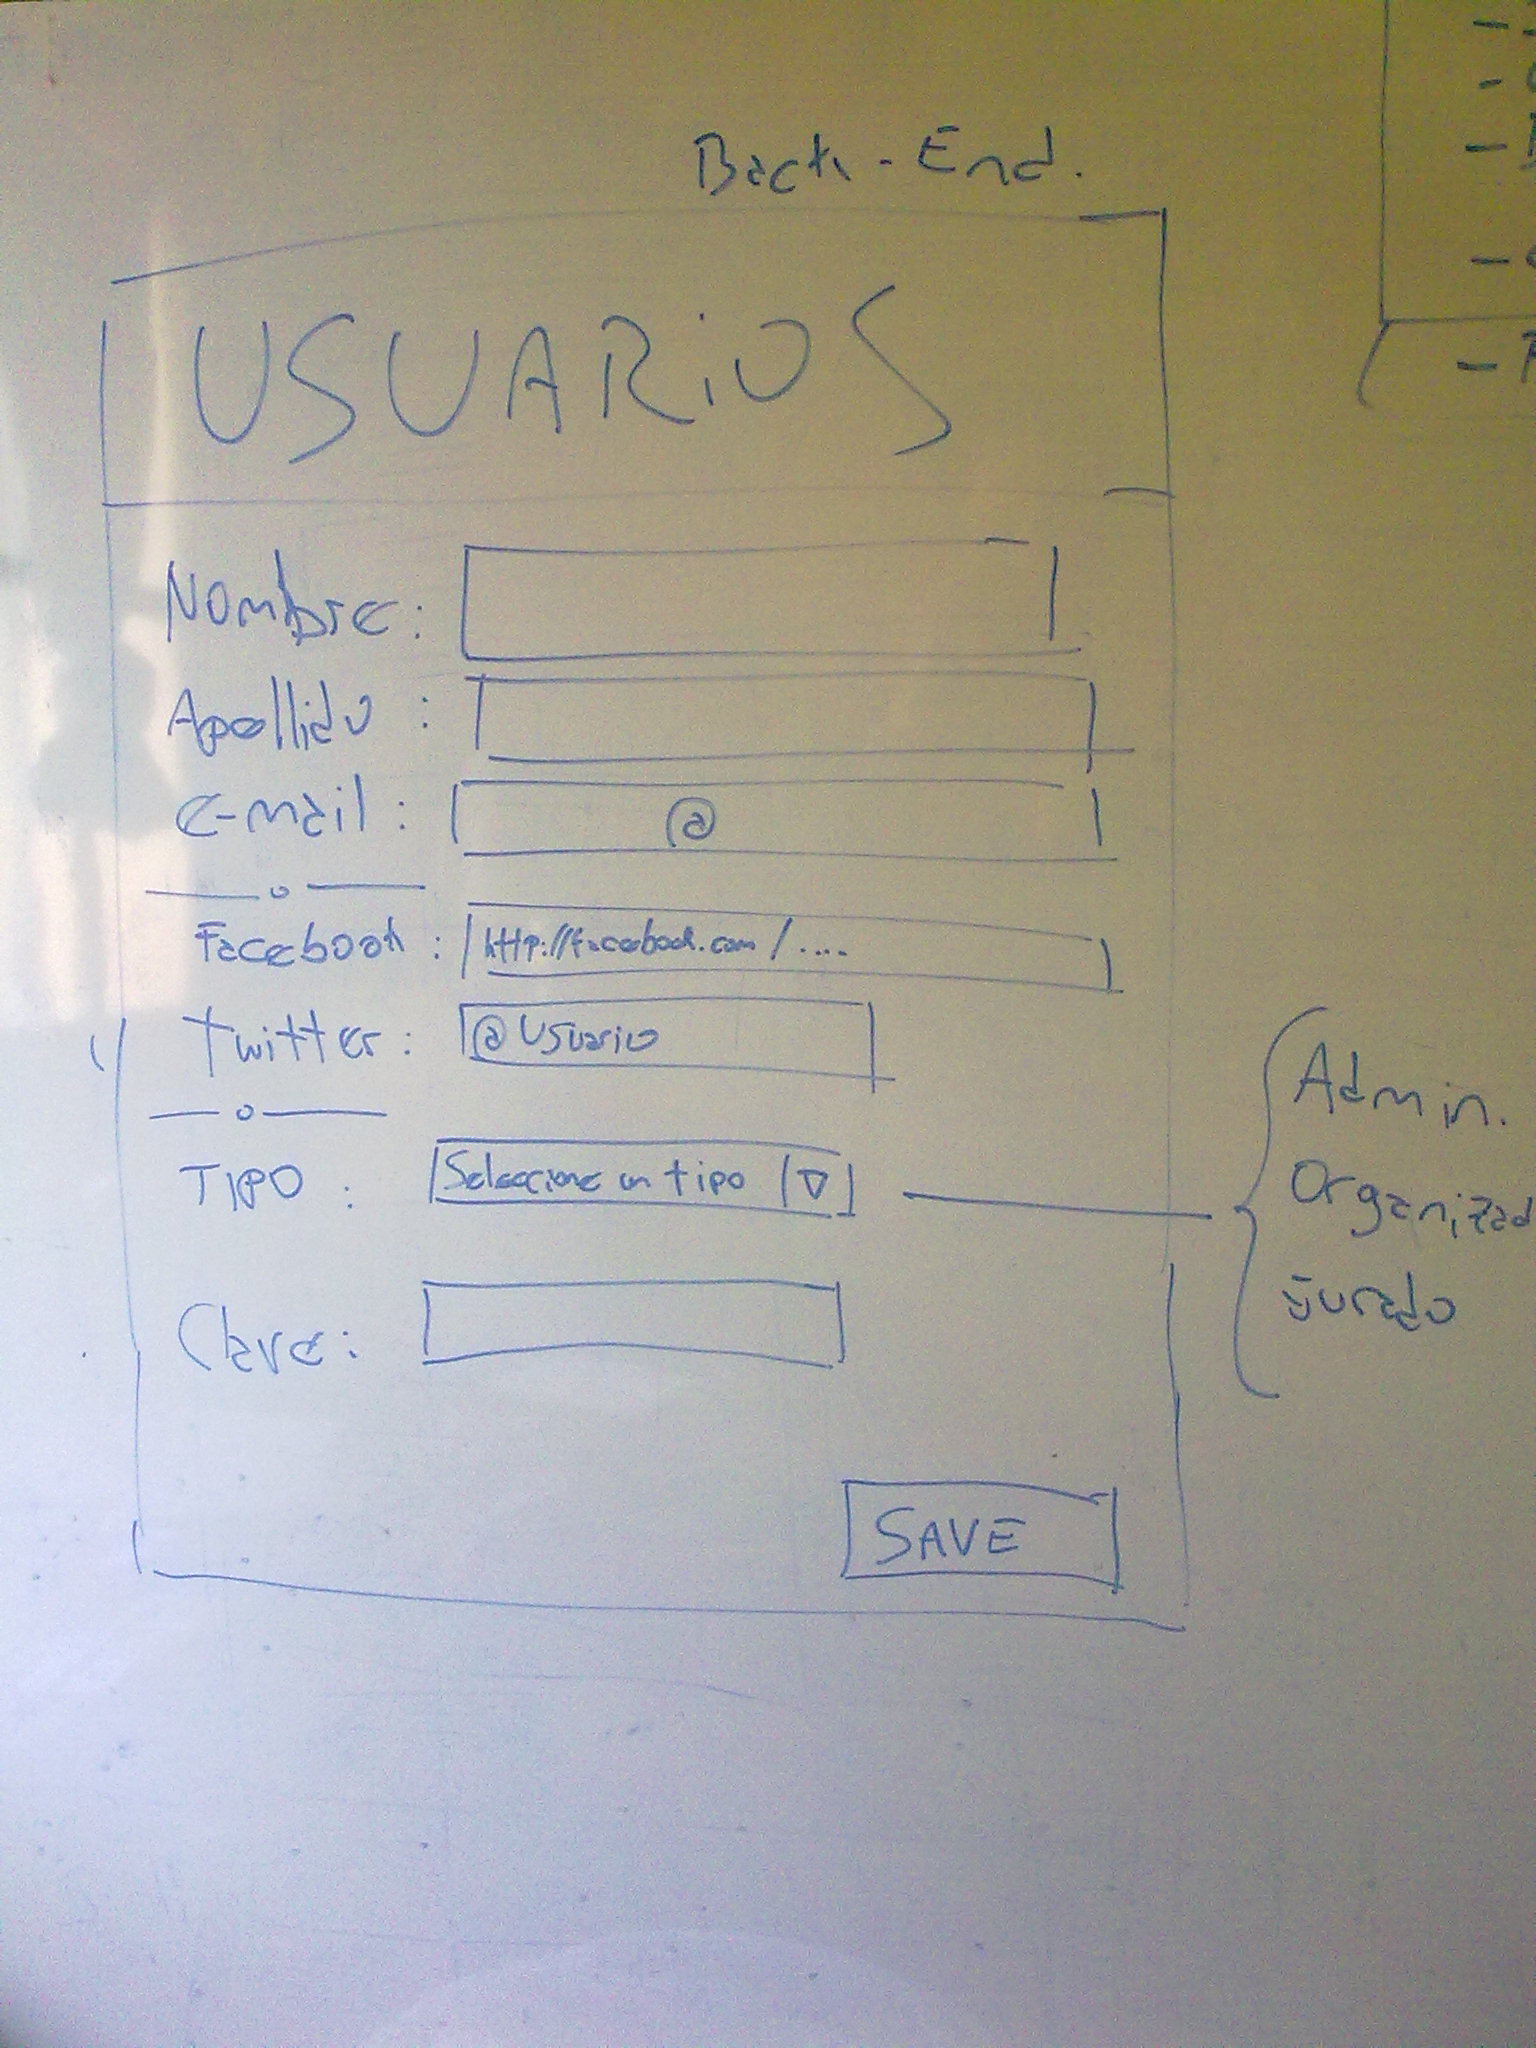 Back-End.
USUARiOS
Nombre:
Apellido :
e-mail : @
Facebook : http://facebook.com/....
twitter : @Usuario
TIPO : Seleccione un tipo
Clave :
SAVE
Admin.
Organizad
Jurado